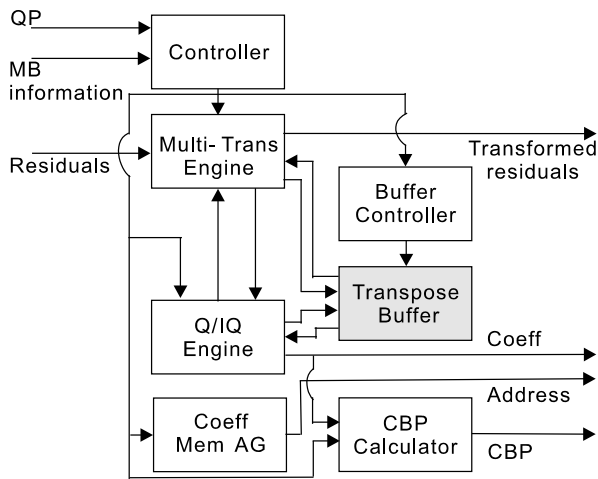 QP
Controller
MB
information
Multi-Trans
Engine
Transformed
residuals
Residuals
Buffer
Controller
Transpose
Buffer
Q/IQ
Engine
Coeff
Address
Coeff
Mem AG
CBP
Calculator
CBP